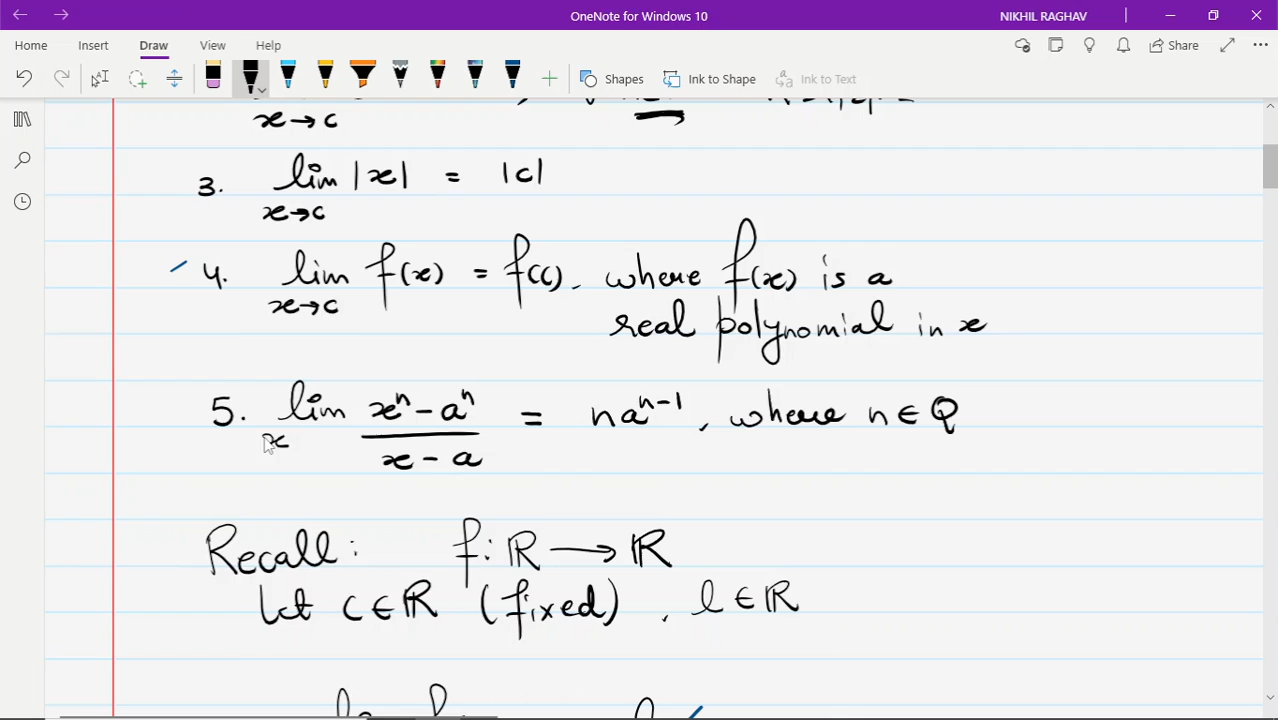 OneNote for Windows 10
NIKHIL RAGHAV
Home Insert Draw View Help
Share
Shapes Ink to Shape Ink to Text
x→c
3. lim |x| = |c|
x→c
4. lim f(x) = f(c), where f(x) is a
x→c
real polynomial in x
5. lim xⁿ - aⁿ = naⁿ⁻¹, where n ∈ Q
x
x - a
Recall: f: ℝ → ℝ
Let c ∈ ℝ (fixed), l ∈ ℝ